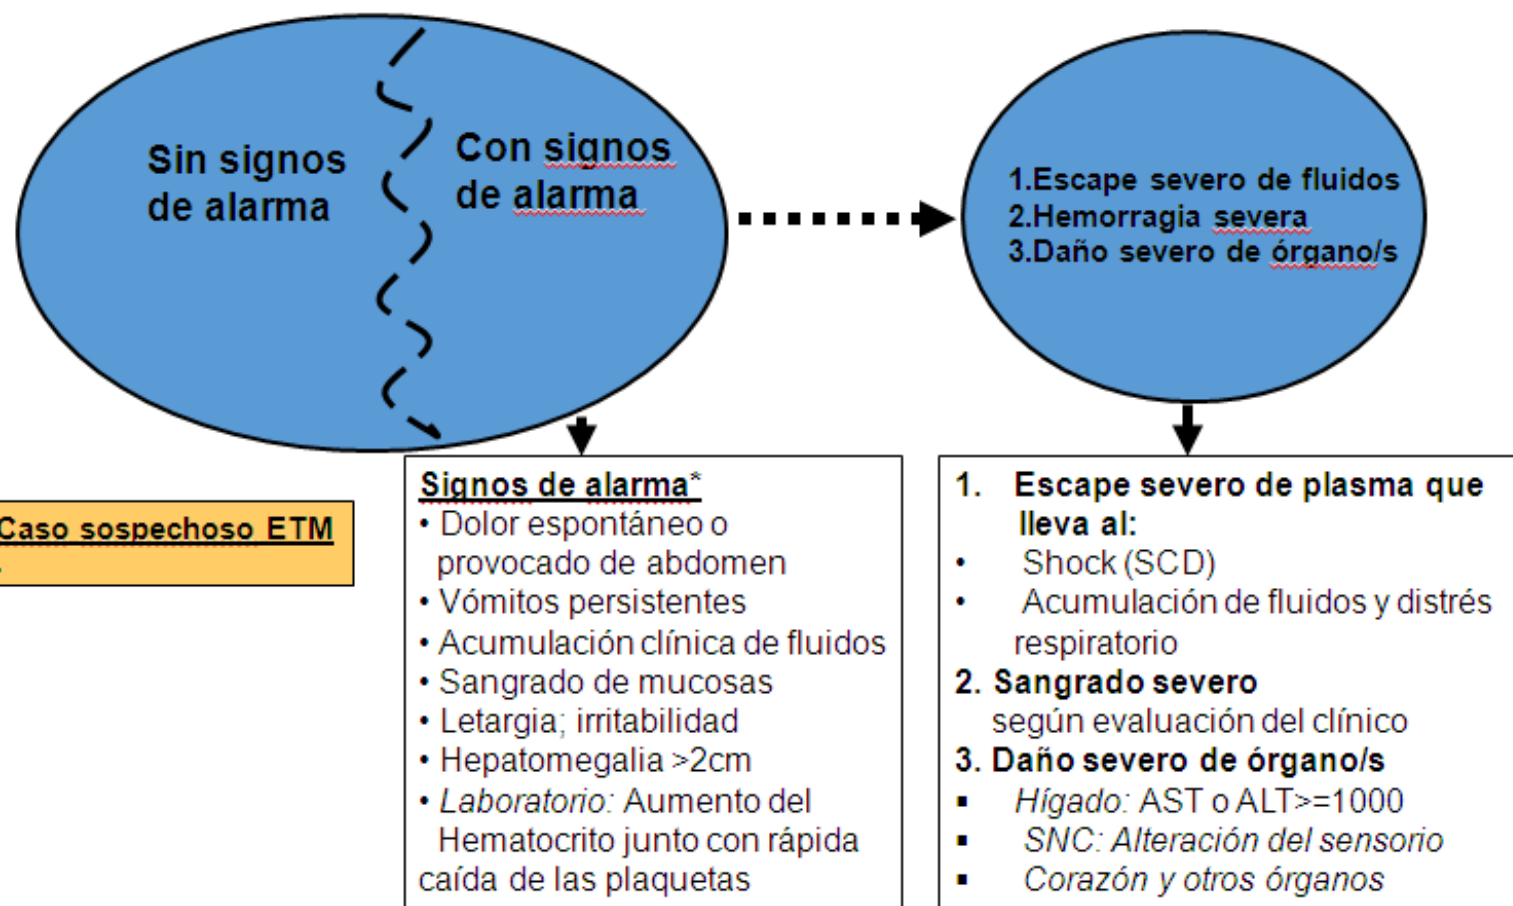 Sin signos
de alarma
Con signos
de alarma
1.Escape severo de fluidos
2.Hemorragia severa
3.Daño severo de órgano/s
Caso sospechoso ETM
Signos de alarma*
• Dolor espontáneo o
provocado de abdomen
• Vómitos persistentes
• Acumulación clínica de fluidos
• Sangrado de mucosas
• Letargia; irritabilidad
• Hepatomegalia >2cm
• Laboratorio: Aumento del
Hematocrito junto con rápida
caída de las plaquetas
1. Escape severo de plasma que
lleva al:
• Shock (SCD)
• Acumulación de fluidos y distrés
respiratorio
2. Sangrado severo
según evaluación del clínico
3. Daño severo de órgano/s
▪ Hígado: AST o ALT>=1000
▪ SNC: Alteración del sensorio
▪ Corazón y otros órganos